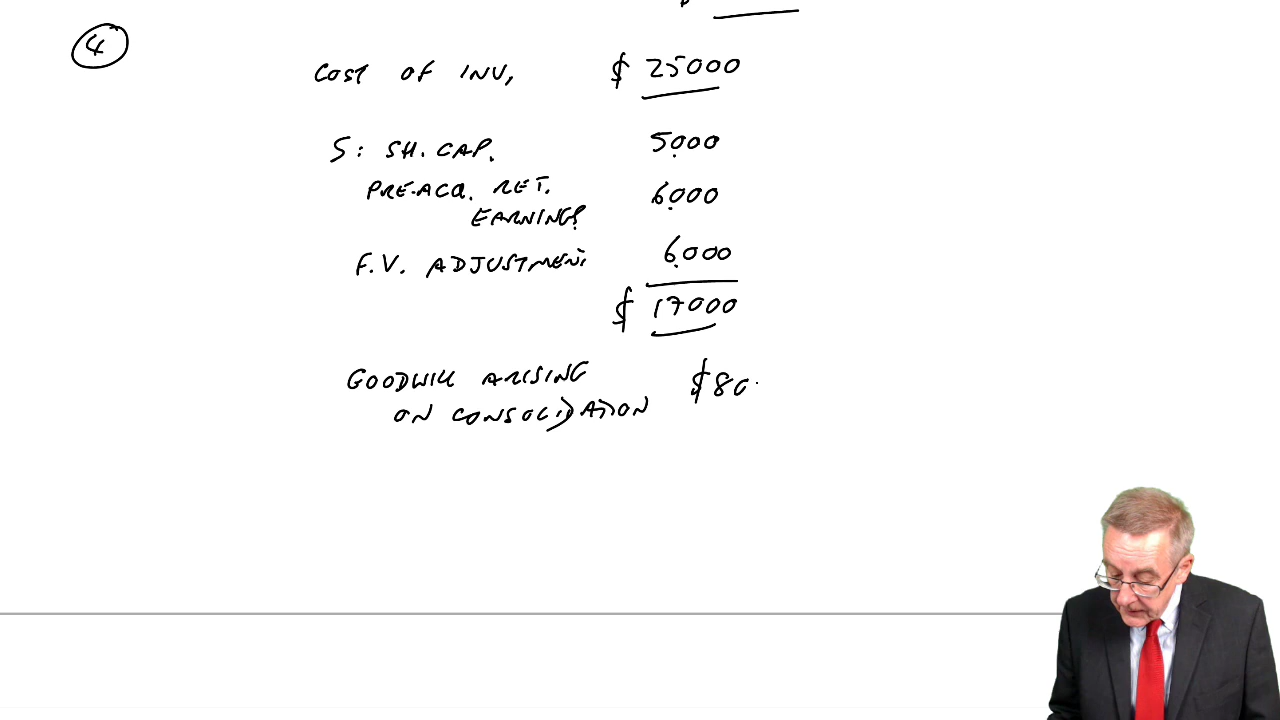 4
COST OF INV,
$ 25000
S: SH. CAP.
5000
PRE-ACQ. RET.
EARNINGS
6000
F.V. ADJUSTMENT
6000
$ 17000
GOODWILL ARISING
ON CONSOLIDATION
$80